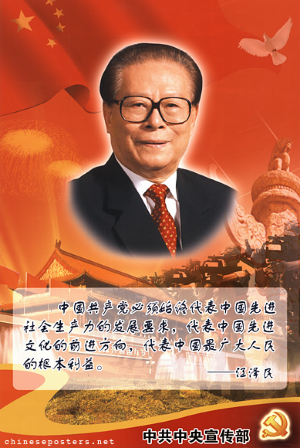 中国共产党必须始终代表中国先进
社会生产力的发展要求，代表中国先进
文化的前进方向，代表中国最广大人民
的根本利益。
——江泽民
中共中央宣传部
chineseposters.net